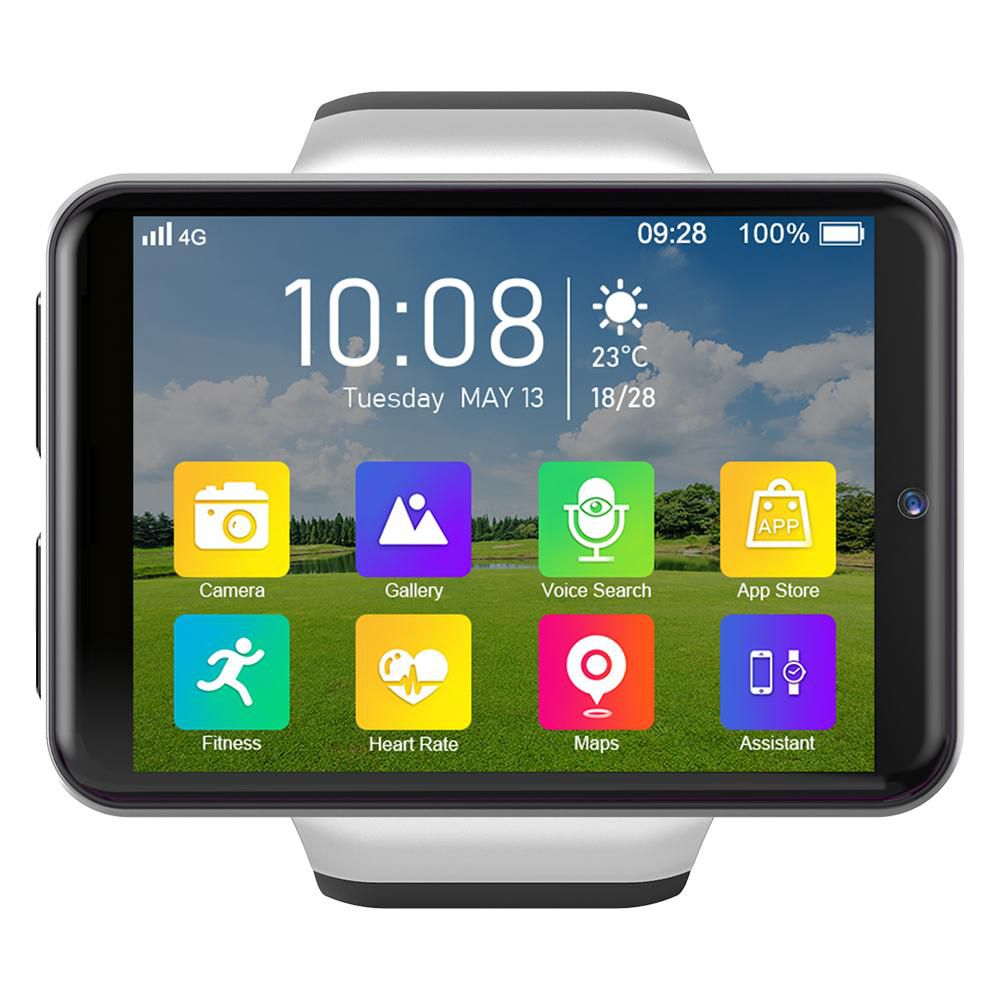 4G 09:28 100%
10:08
23°C
Tuesday MAY 13 18/28
APP
Camera Gallery Voice Search App Store
Fitness Heart Rate Maps Assistant